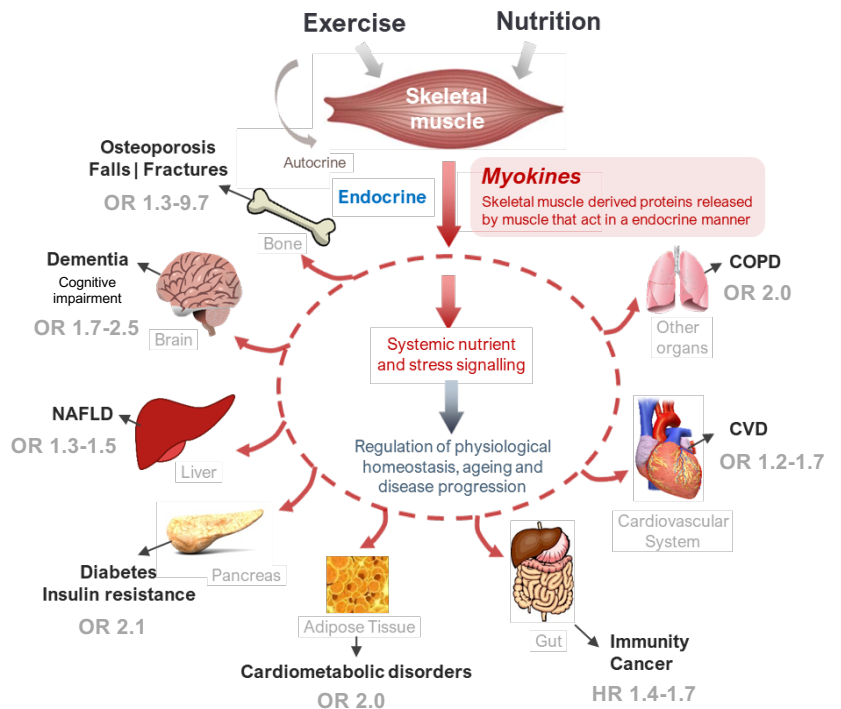 Exercise
Nutrition
Skeletal
muscle
Autocrine
Endocrine
Myokines
Skeletal muscle derived proteins released
by muscle that act in a endocrine manner
Osteoporosis
Falls | Fractures
OR 1.3-9.7
Bone
Dementia
Cognitive
impairment
OR 1.7-2.5
Brain
COPD
OR 2.0
Other
organs
Systemic nutrient
and stress signalling
Regulation of physiological
homeostasis, ageing and
disease progression
NAFLD
OR 1.3-1.5
Liver
CVD
OR 1.2-1.7
Cardiovascular
System
Diabetes
Insulin resistance
OR 2.1
Pancreas
Adipose Tissue
Cardiometabolic disorders
OR 2.0
Gut
Immunity
Cancer
HR 1.4-1.7